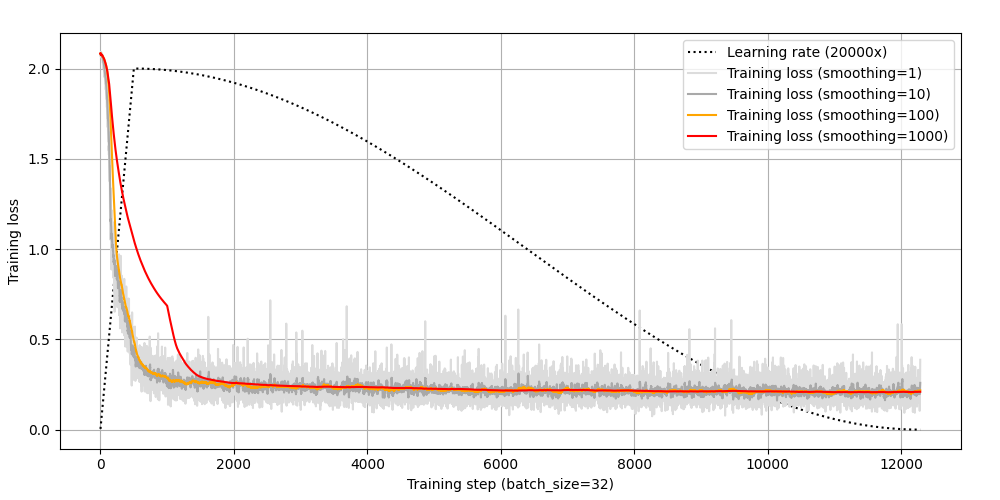 Learning rate (20000x)
Training loss (smoothing=1)
Training loss (smoothing=10)
Training loss (smoothing=100)
Training loss (smoothing=1000)
2.0
1.5
1.0
0.5
0.0
Training loss
0
2000
4000
6000
8000
10000
12000
Training step (batch_size=32)